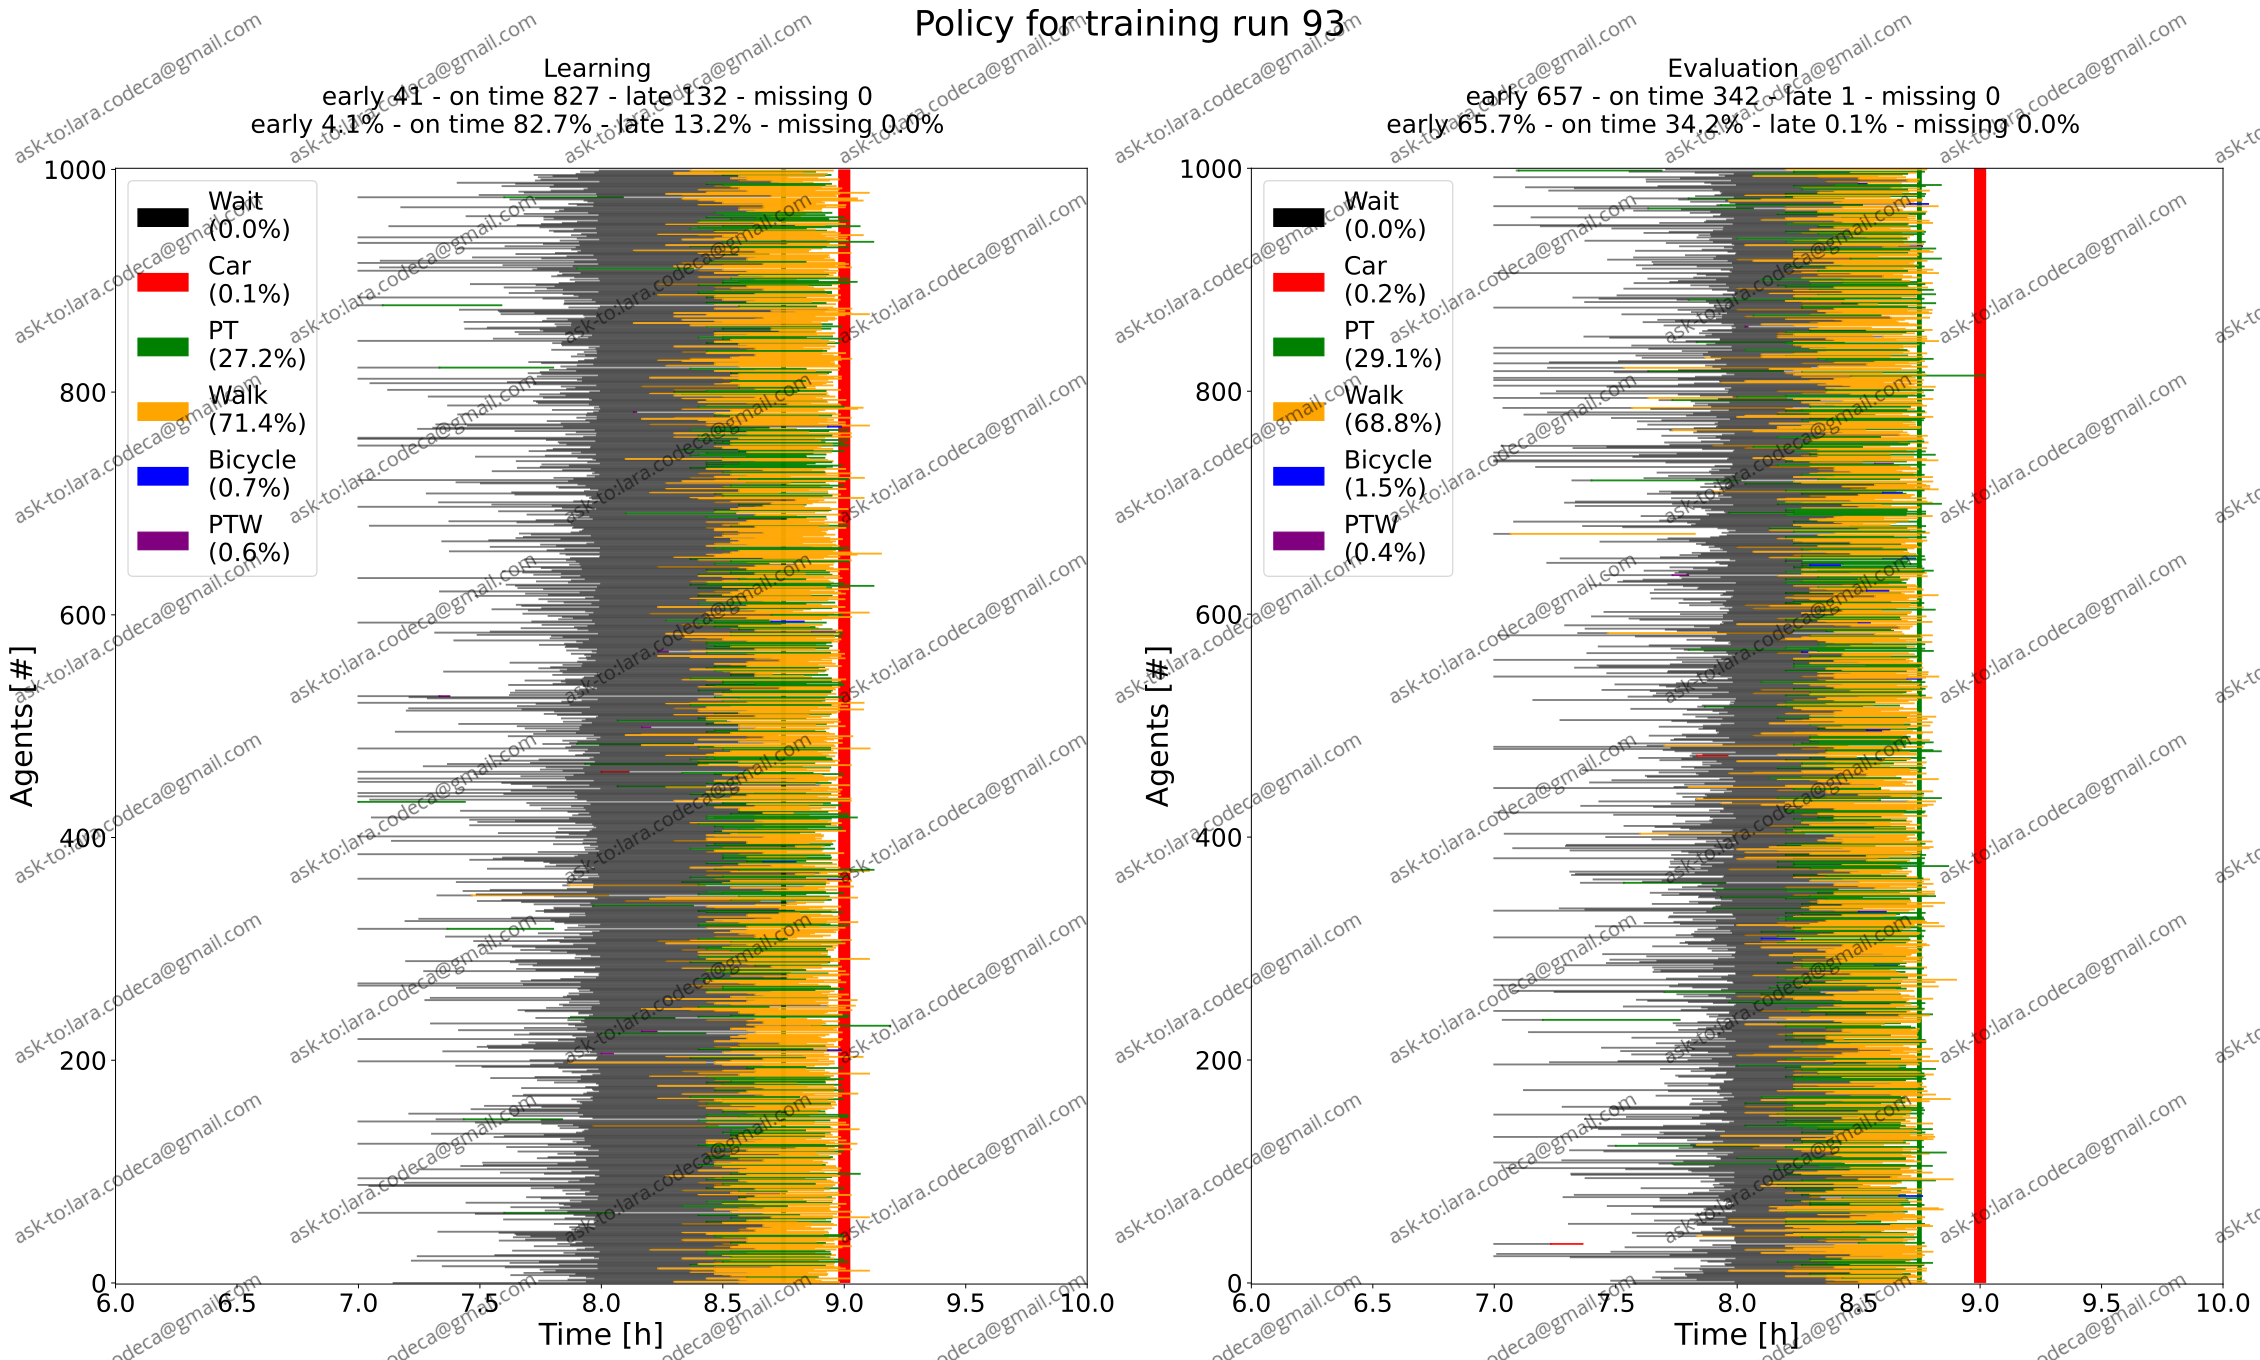 Policy for training run 93
Learning
early 41 - on time 827 - late 132 - missing 0
early 4.1% - on time 82.7% - late 13.2% - missing 0.0%
Agents [#]
1000
800
600
400
200
0
Wait
(0.0%)
Car
(0.1%)
PT
(27.2%)
Walk
(71.4%)
Bicycle
(0.7%)
PTW
(0.6%)
6.0 6.5 7.0 7.5 8.0 8.5 9.0 9.5 10.0
Time [h]
Evaluation
early 657 - on time 342 - late 1 - missing 0
early 65.7% - on time 34.2% - late 0.1% - missing 0.0%
Agents [#]
1000
800
600
400
200
0
Wait
(0.0%)
Car
(0.2%)
PT
(29.1%)
Walk
(68.8%)
Bicycle
(1.5%)
PTW
(0.4%)
6.0 6.5 7.0 7.5 8.0 8.5 9.0 9.5 10.0
Time [h]
ask-to:lara.codeca@gmail.com